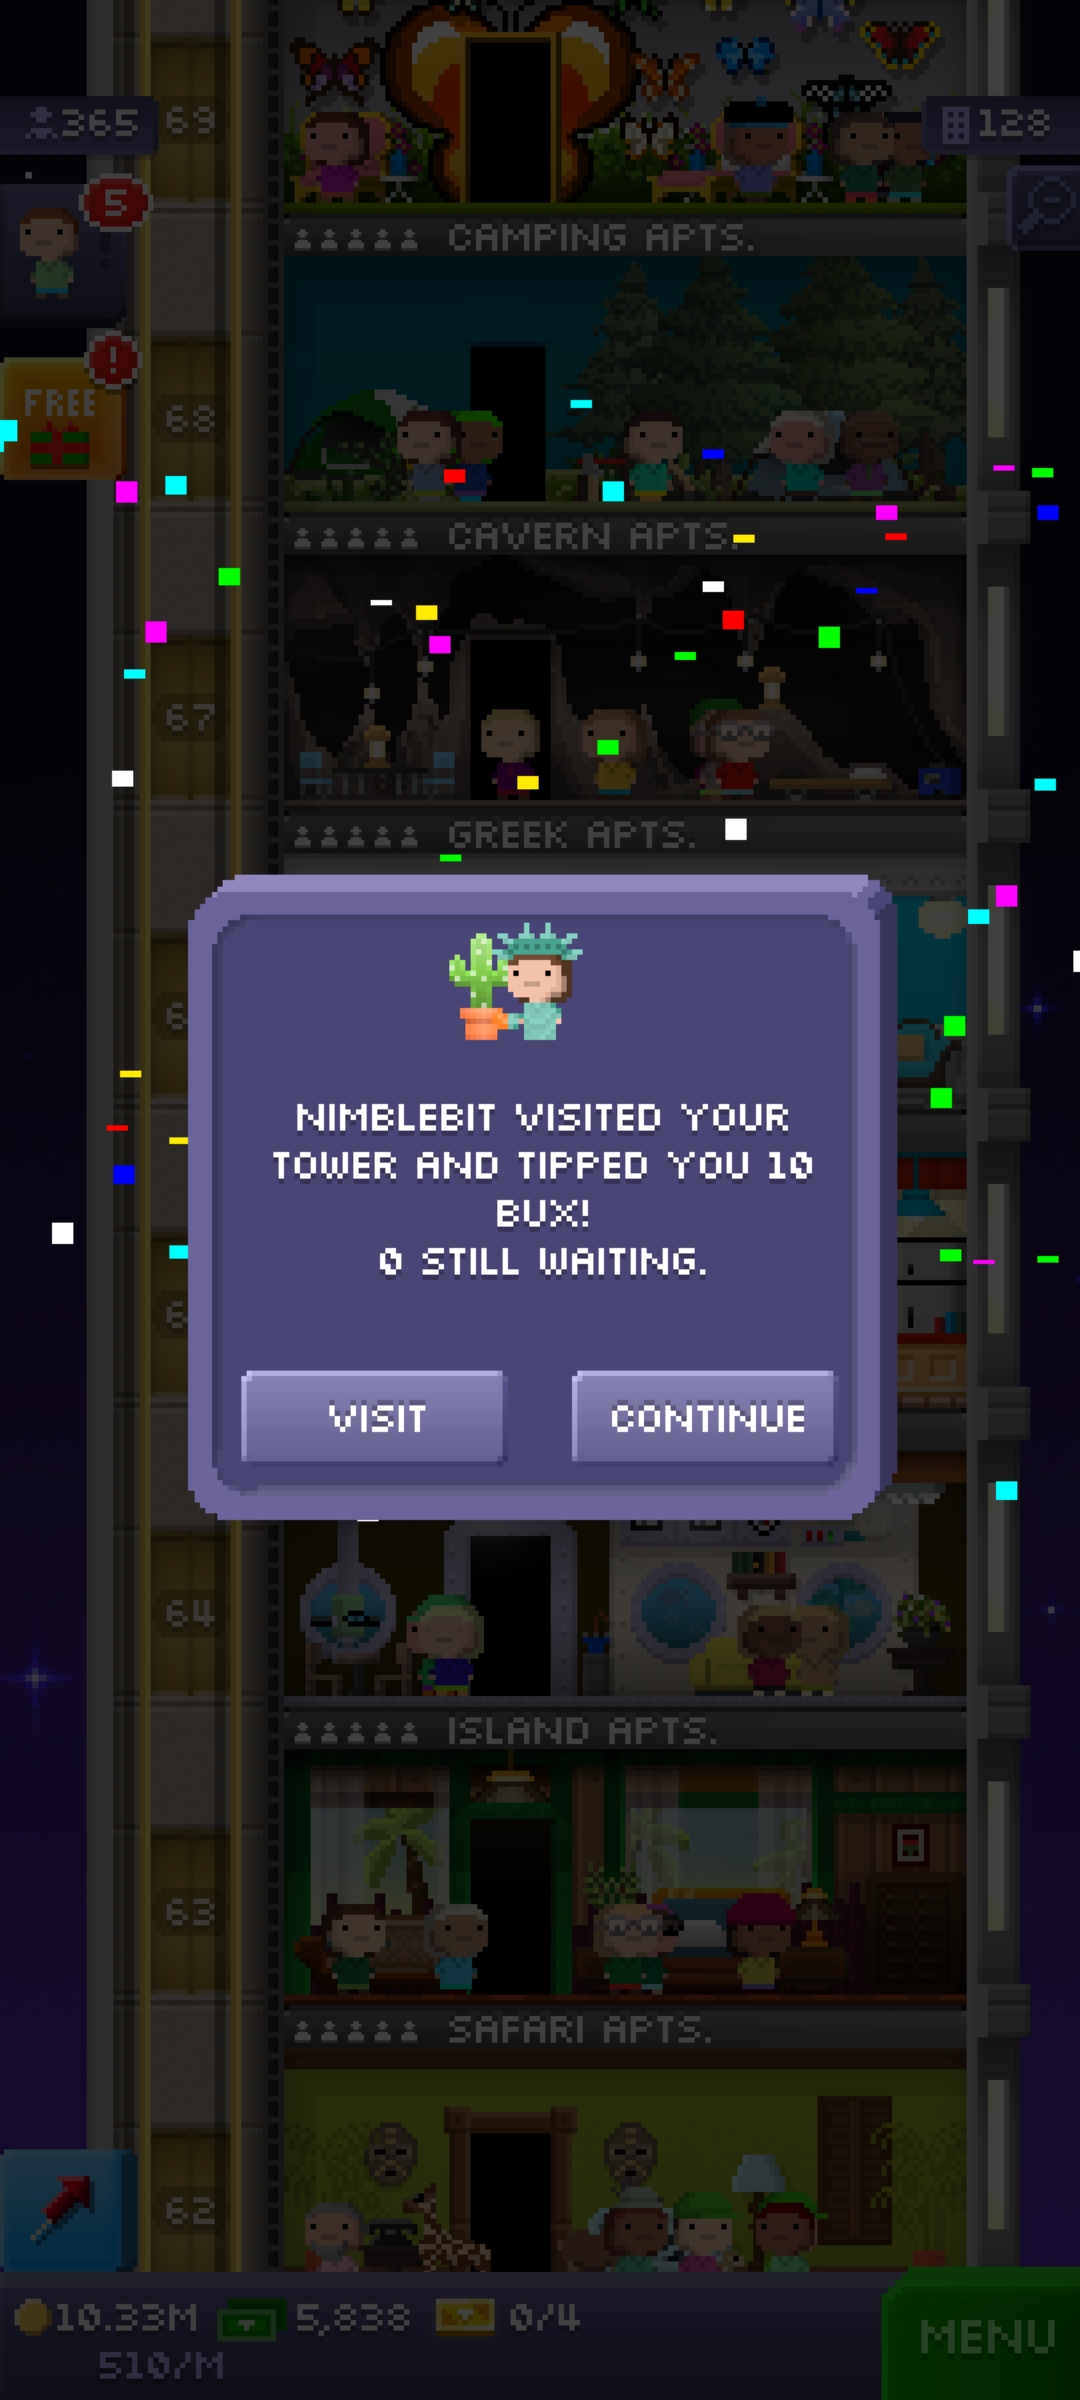 365
69
128
5
CAMPING APTS.
!
FREE
68
CAVERN APTS.
67
GREEK APTS.
NIMBLEBIT VISITED YOUR
TOWER AND TIPPED YOU 10
BUX!
0 STILL WAITING.
VISIT
CONTINUE
64
ISLAND APTS.
63
SAFARI APTS.
62
10.33M
5,838
0/4
510/M
MENU